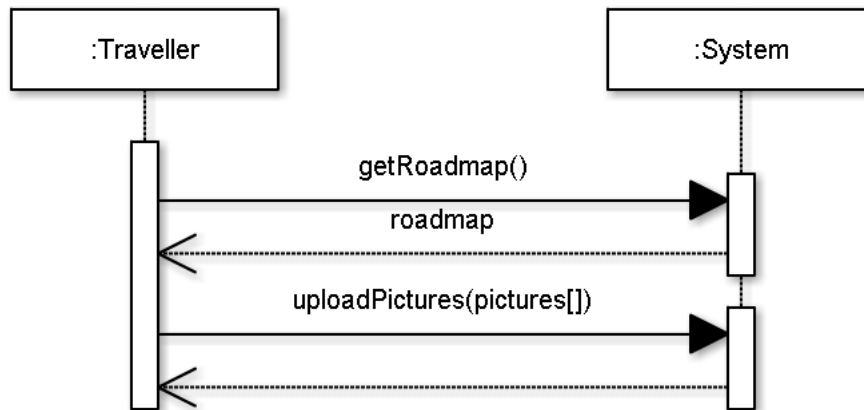 :Traveller
:System
getRoadmap()
roadmap
uploadPictures(pictures[])